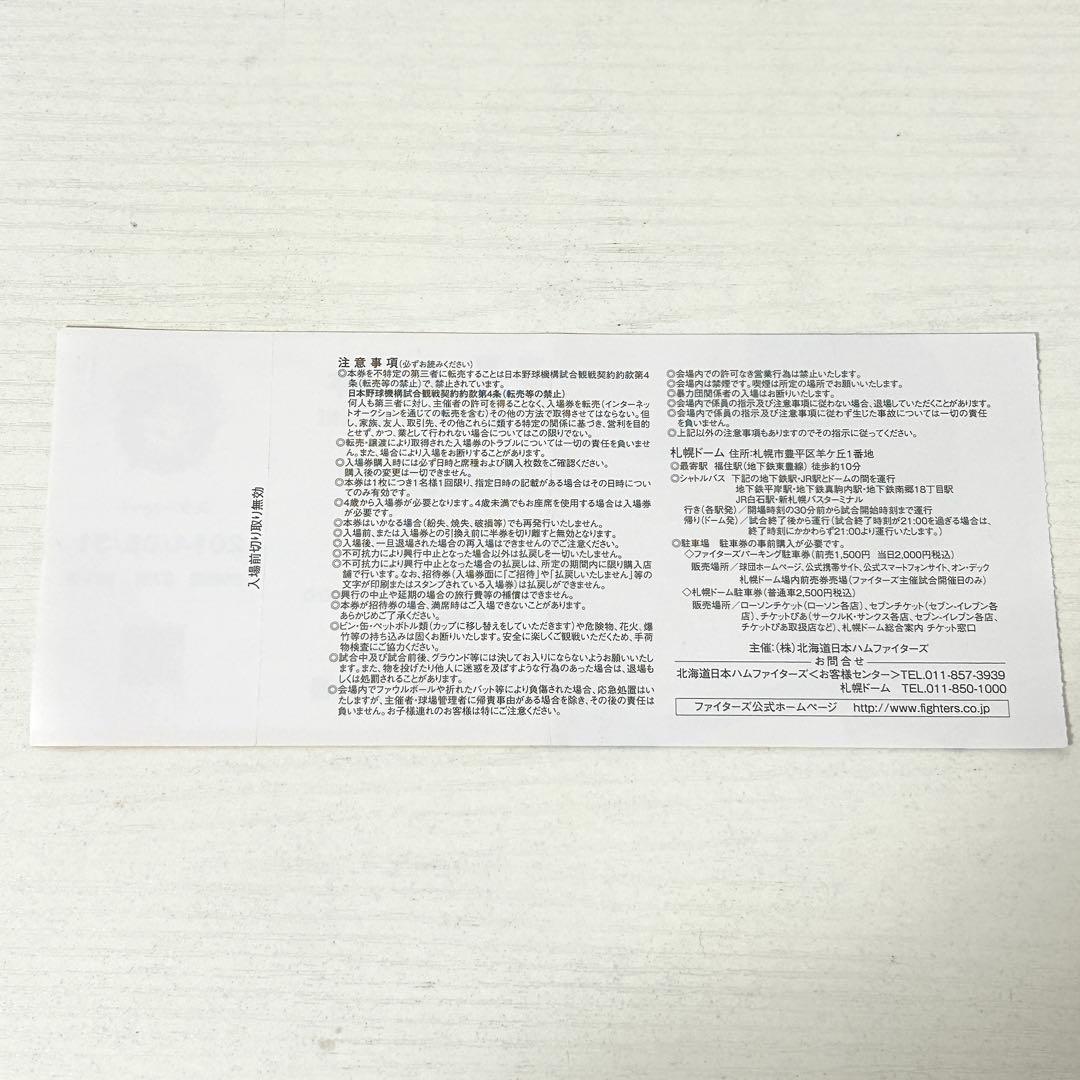 入場前切り取り無効
注意事項(必ずお読みください)
◎本券を不特定の第三者に転売することは日本野球機構試合観戦契約約款第4
条(転売等の禁止)で、禁止されています。
日本野球機構試合観戦契約約款第4条(転売等の禁止)
何人も第三者に対し、主催者の許可を得ることなく、入場券を転売(インターネッ
トオークションを通じての転売を含む)その他の方法で取得させてはならない。但
し、家族、友人、取引先、その他これらに類する特定の関係に基づき、営利を目的
とせず、かつ、業として行われない場合についてはこの限りでない。
◎転売・譲渡により取得された入場券のトラブルについては一切の責任を負いませ
ん。また、場合により入場をお断りすることがあります。
◎入場券購入時には必ず日時と席種および購入枚数をご確認ください。
購入後の変更は一切できません。
◎本券は1枚につき1名様1回限り、指定日時の記載がある場合はその日時につい
てのみ有効です。
◎4歳から入場券が必要となります。4歳未満でもお座席を使用する場合は入場券
が必要です。
◎本券はいかなる場合(紛失、焼失、破損等)でも再発行いたしません。
◎入場前、または入場券との引換え前に半券を切り離すと無効となります。
◎入場後、一旦退場された場合の再入場はできませんのでご注意ください。
◎不可抗力により興行中止となった場合以外は払戻しを一切いたしません。
◎不可抗力により興行中止となった場合の払戻しは、所定の期間内に限り購入店
舗で行います。なお、招待券(入場券面に「ご招待」や「払戻しいたしません」等の
文字が印刷またはスタンプされている入場券)は払戻しができません。
◎興行の中止や延期の場合の旅行費等の補償はできません。
◎本券が招待券の場合、満席時はご入場できないことがあります。
あらかじめご了承ください。
◎ビン・缶・ペットボトル類(カップに移し替えをしていただきます)や危険物、花火、爆
竹等の持ち込みは固くお断りいたします。安全に楽しくご観戦いただくため、手荷
物検査にご協力ください。
◎試合中及び試合前後、グラウンド等には決してお入りにならないようお願いいたしま
す。また、物を投げたり他人に迷惑を及ぼすような行為のあった場合は、退場も
しくは処罰されることがあります。
◎会場内でファウルボールや折れたバット等により負傷された場合、応急処置はい
たしますが、主催者・球場管理者に帰責事由がある場合を除き、その後の責任は
負いません。お子様連れのお客様は特にご注意ください。
◎会場内での許可なき営業行為は禁止いたします。
◎会場内は禁煙です。喫煙は所定の場所でお願いいたします。
◎暴力団関係者の入場はお断りいたします。
◎会場内で係員の指示及び注意事項に従わない場合、退場していただくことがあります。
◎会場内で係員の指示及び注意事項に従わず生じた事故については一切の責任
を負いません。
◎上記以外の注意事項もありますのでその指示に従ってください。
札幌ドーム 住所:札幌市豊平区羊ケ丘1番地
◎最寄駅 福住駅(地下鉄東豊線) 徒歩約10分
◎シャトルバス 下記の地下鉄駅・JR駅とドームの間を運行
地下鉄平岸駅・地下鉄真駒内駅・地下鉄南郷18丁目駅
JR白石駅・新札幌バスターミナル
行き(各駅発)/開場時刻の30分前から試合開始時刻まで運行
帰り(ドーム発)/試合終了後から運行(試合終了時刻が21:00を過ぎる場合は、
終了時刻にかかわらず21:00より運行いたします。)
◎駐車場 駐車券の事前購入が必要です。
◇ファイターズパーキング駐車券(前売1,500円 当日2,000円税込)
販売場所/球団ホームページ、公式携帯サイト、公式スマートフォンサイト、オン・デック
札幌ドーム場内前売券売場(ファイターズ主催試合開催日のみ)
◇札幌ドーム駐車券(普通車2,500円税込)
販売場所/ローソンチケット(ローソン各店)、セブンチケット(セブン-イレブン各
店)、チケットぴあ(サークルK・サンクス各店、セブン-イレブン各店、
チケットぴあ取扱店など)、札幌ドーム総合案内 チケット窓口
主催:(株)北海道日本ハムファイターズ
お問合せ
北海道日本ハムファイターズ<お客様センター>TEL.011-857-3939
札幌ドーム TEL.011-850-1000
ファイターズ公式ホームページ http://www.fighters.co.jp